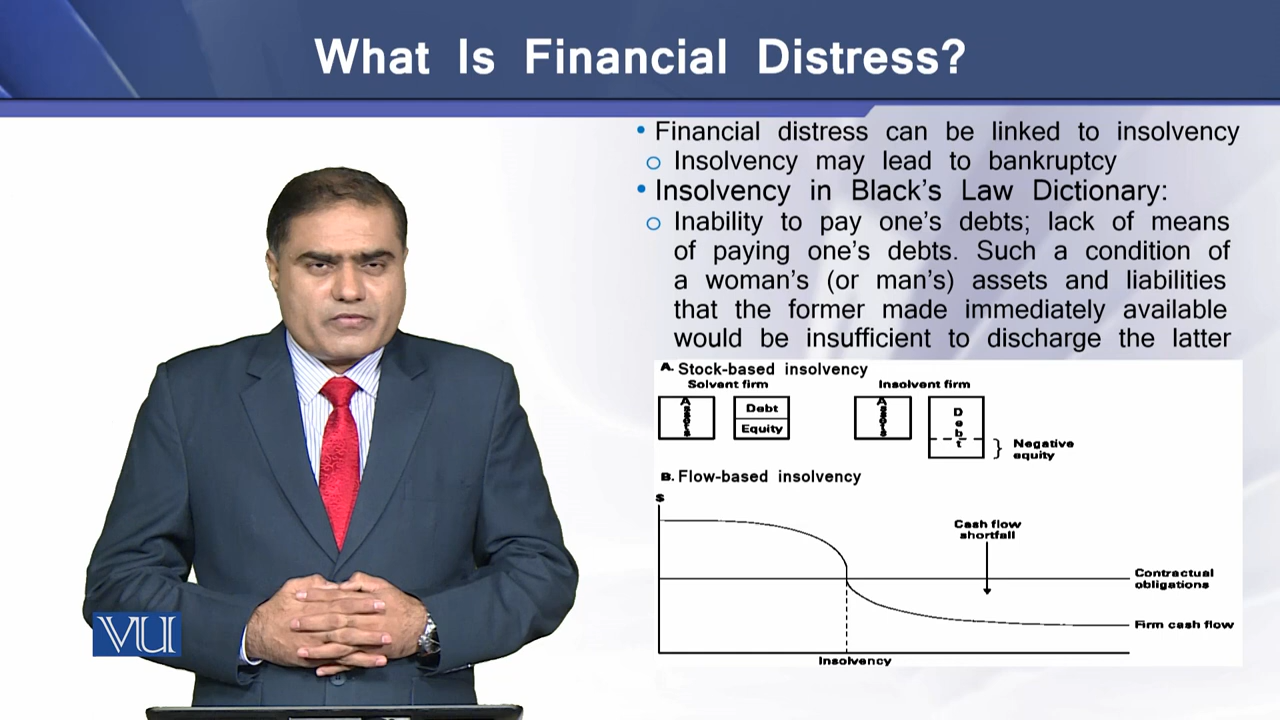 What Is Financial Distress?
• Financial distress can be linked to insolvency
o Insolvency may lead to bankruptcy
• Insolvency in Black's Law Dictionary:
o Inability to pay one's debts; lack of means
of paying one's debts. Such a condition of
a woman's (or man's) assets and liabilities
that the former made immediately available
would be insufficient to discharge the latter
A. Stock-based insolvency
Solvent firm
Insolvent firm
Assets
Debt
Equity
Assets
Debt
Negative
equity
B. Flow-based insolvency
$
Cash flow
shortfall
Contractual
obligations
Firm cash flow
Insolvency
VU